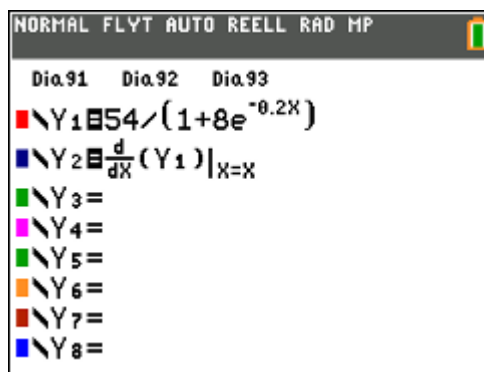 NORMAL FLYT AUTO REELL RAD MP
Dia.91 Dia.92 Dia.93
\Y₁=54/(1+8e^-0.2X)
\Y₂=d/dX(Y₁)|X=X
\Y₃=
\Y₄=
\Y₅=
\Y₆=
\Y₇=
\Y₈=